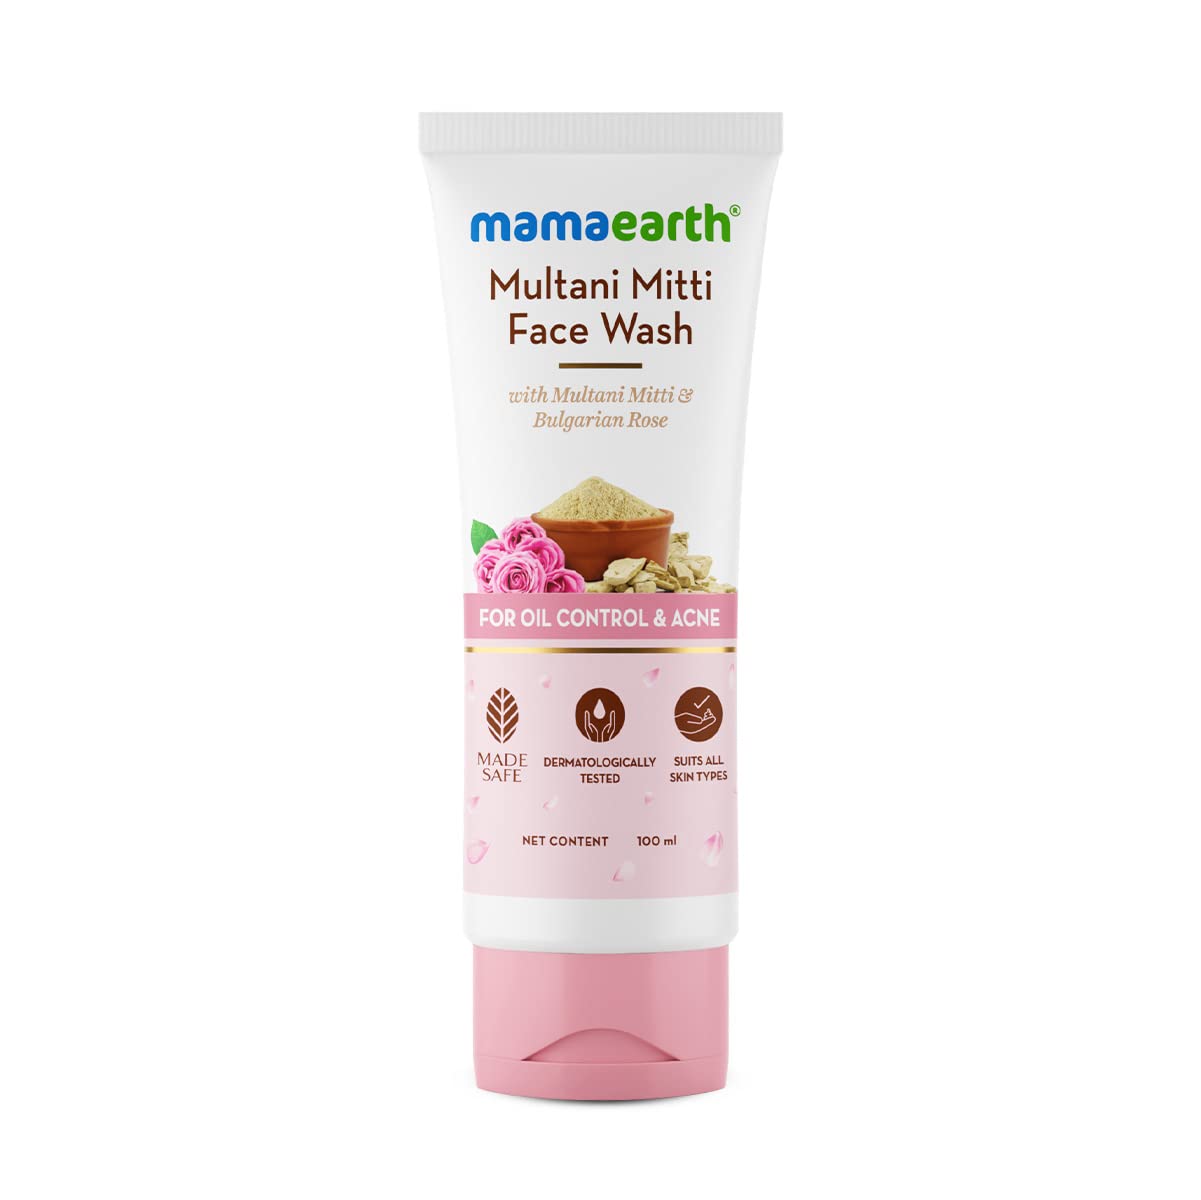 mamaearth®
Multani Mitti
Face Wash
with Multani Mitti &
Bulgarian Rose
FOR OIL CONTROL & ACNE
MADE
SAFE
DERMATOLOGICALLY
TESTED
SUITS ALL
SKIN TYPES
NET CONTENT 100 ml